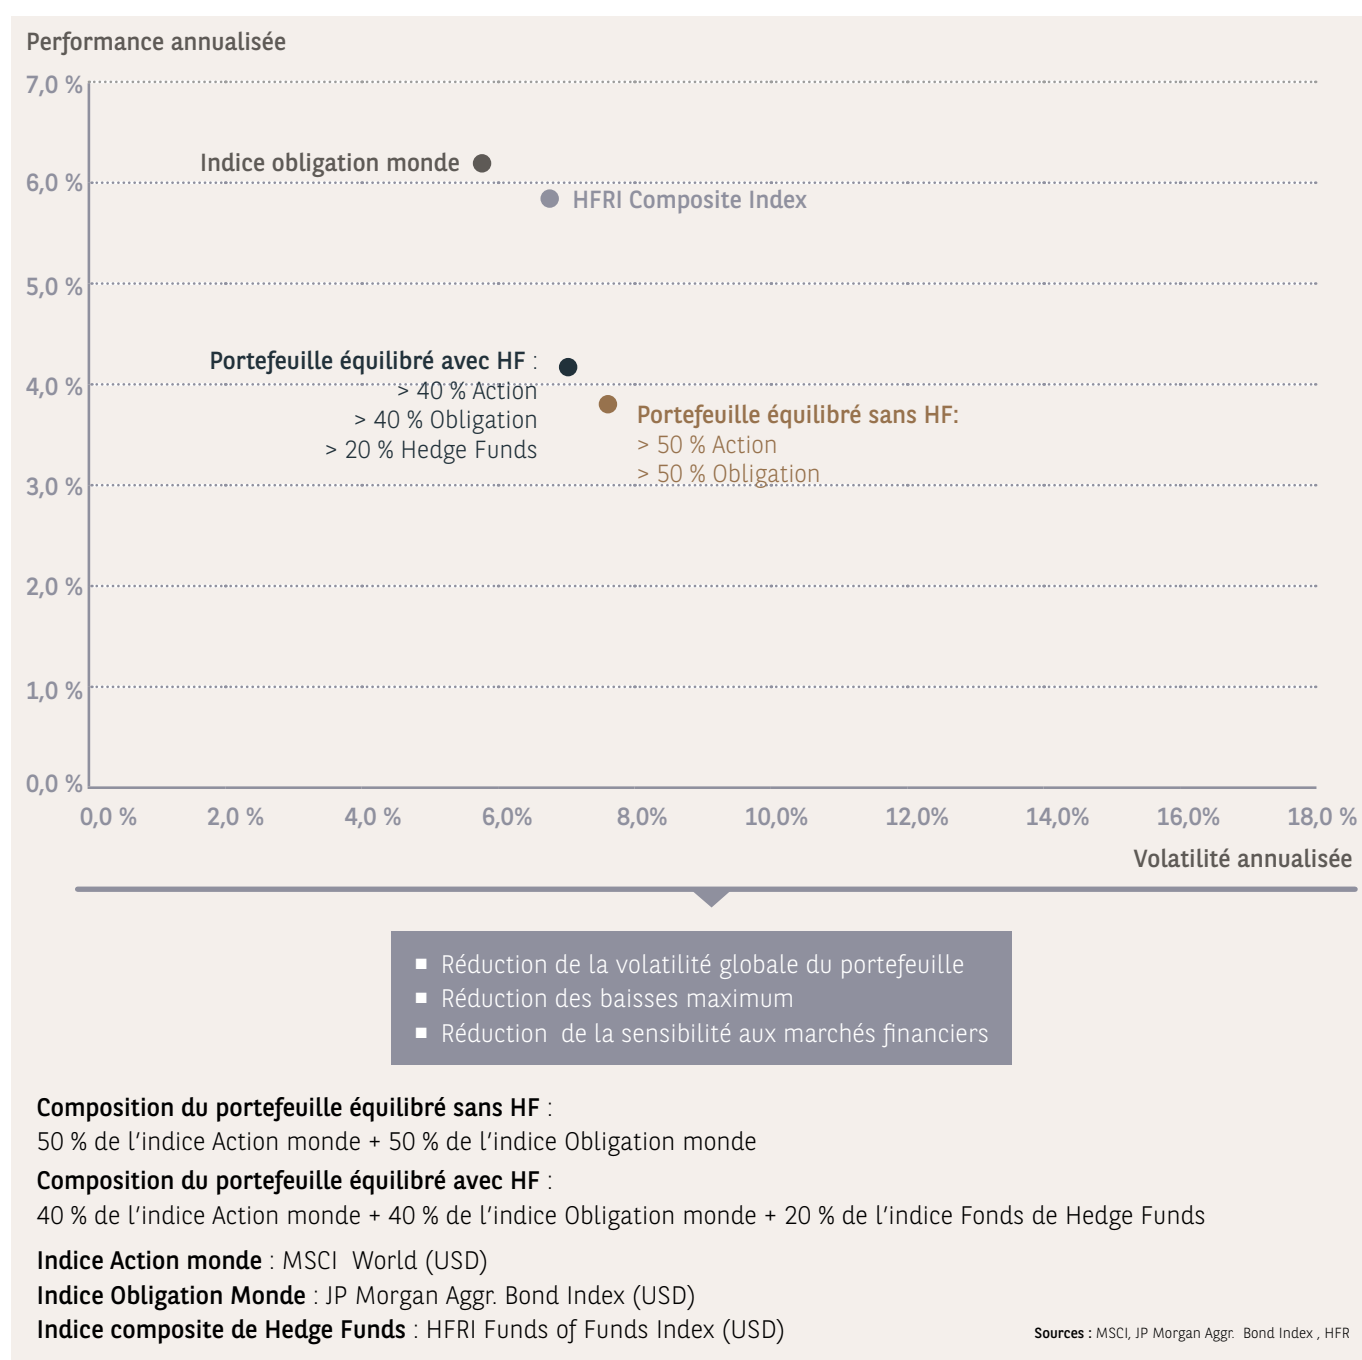 Performance annualisée
7,0 %
Indice obligation monde
6,0 %
HFRI Composite Index
5,0 %
Portefeuille équilibré avec HF :
4,0 %
> 40 % Action
> 40 % Obligation
> 20 % Hedge Funds
Portefeuille équilibré sans HF:
> 50 % Action
> 50 % Obligation
3,0 %
2,0 %
1,0 %
0,0 %
0,0 % 2,0 % 4,0 % 6,0% 8,0% 10,0% 12,0% 14,0% 16,0% 18,0 %
Volatilité annualisée
■ Réduction de la volatilité globale du portefeuille
■ Réduction des baisses maximum
■ Réduction de la sensibilité aux marchés financiers
Composition du portefeuille équilibré sans HF :
50 % de l'indice Action monde + 50 % de l'indice Obligation monde
Composition du portefeuille équilibré avec HF :
40 % de l'indice Action monde + 40 % de l'indice Obligation monde + 20 % de l'indice Fonds de Hedge Funds
Indice Action monde : MSCI World (USD)
Indice Obligation Monde : JP Morgan Aggr. Bond Index (USD)
Indice composite de Hedge Funds : HFRI Funds of Funds Index (USD)
Sources : MSCI, JP Morgan Aggr. Bond Index , HFR